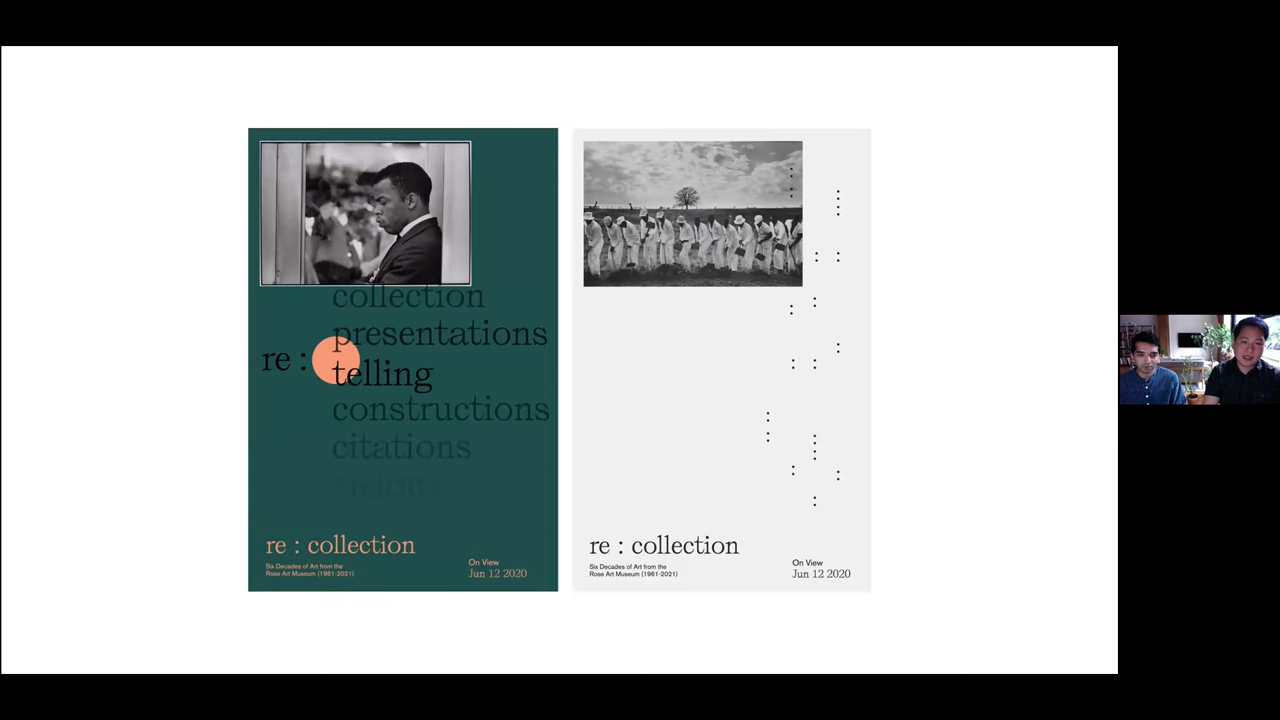 collection
presentations
re :
telling
constructions
citations
re : collection
Six Decades of Art from the
Rose Art Museum (1961-2021)
On View
Jun 12 2020
re : collection
Six Decades of Art from the
Rose Art Museum (1961-2021)
On View
Jun 12 2020